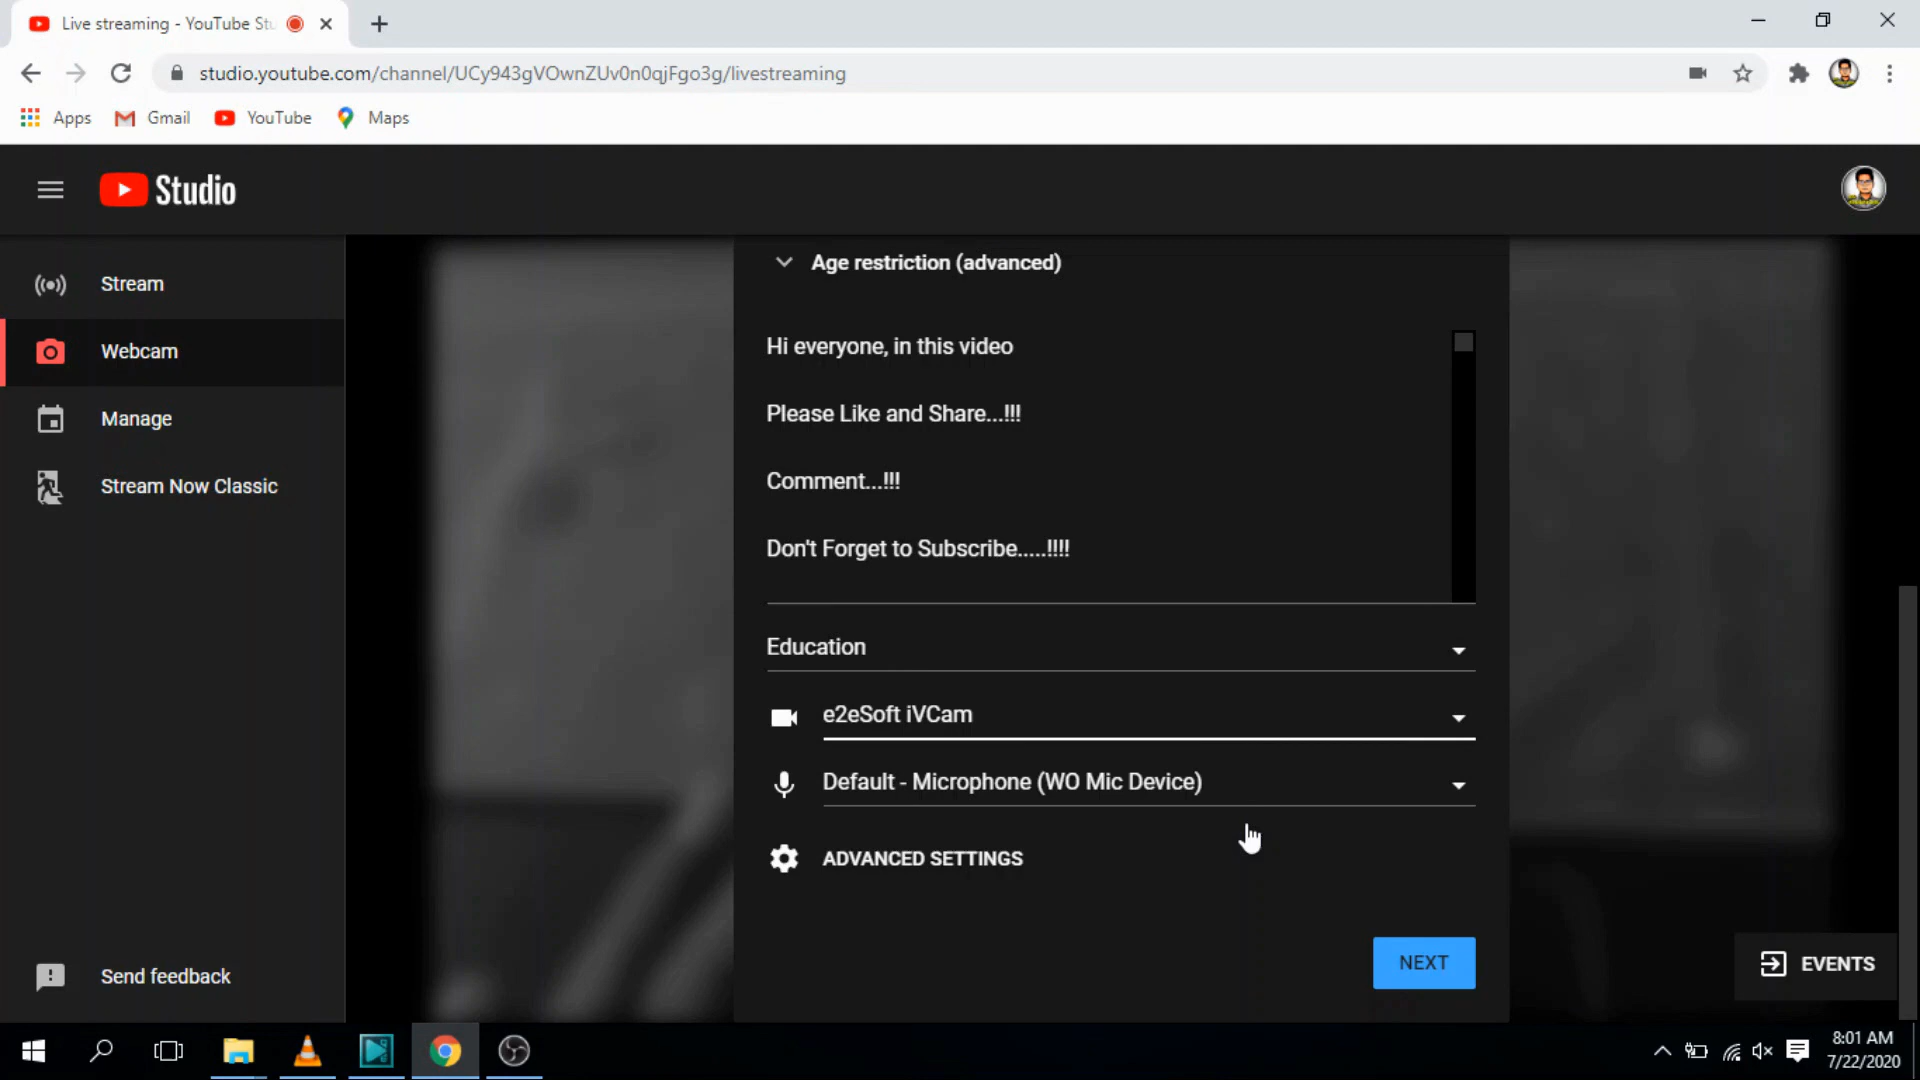 Live streaming - YouTube Stu
studio.youtube.com/channel/UCy943gVOwnZUv0n0qjFgo3g/livestreaming
Apps
Gmail
YouTube
Maps
Studio
Stream
Webcam
Manage
Stream Now Classic
Send feedback
Age restriction (advanced)
Hi everyone, in this video
Please Like and Share...!!!
Comment...!!!
Don't Forget to Subscribe.....!!!!
Education
e2eSoft iVCam
Default - Microphone (WO Mic Device)
ADVANCED SETTINGS
NEXT
EVENTS
8:01 AM
7/22/2020